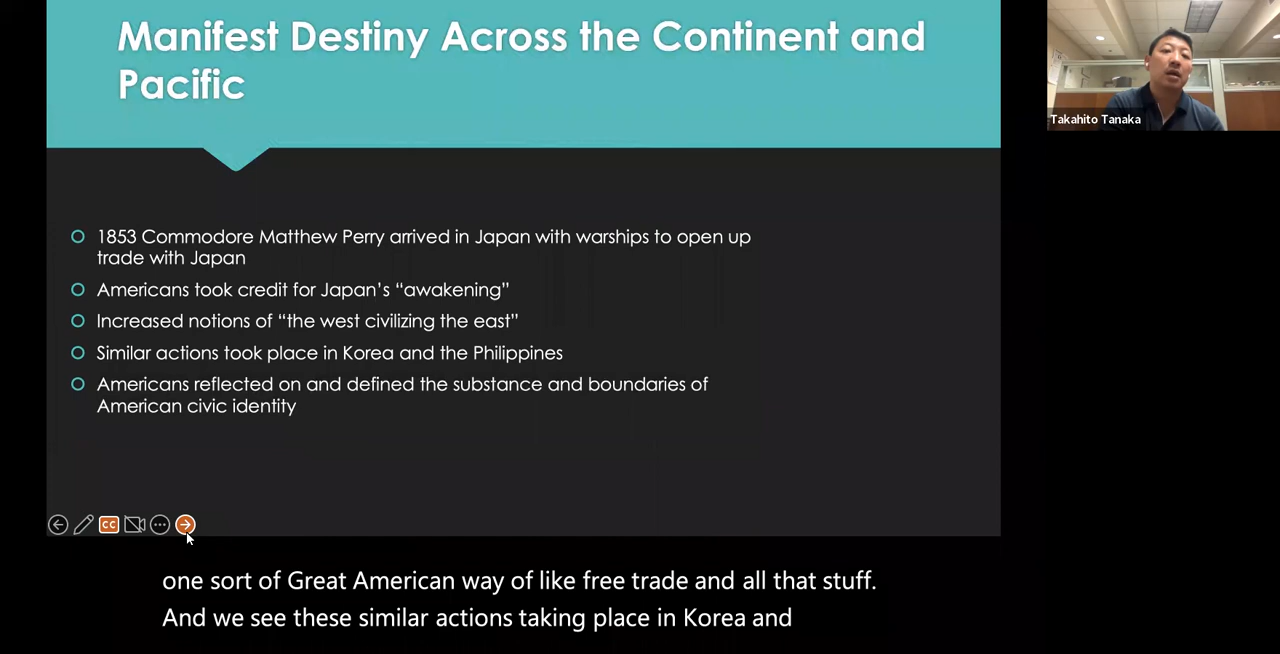 Manifest Destiny Across the Continent and
Pacific
Takahito Tanaka
1853 Commodore Matthew Perry arrived in Japan with warships to open up
trade with Japan
Americans took credit for Japan’s “awakening”
Increased notions of “the west civilizing the east”
Similar actions took place in Korea and the Philippines
Americans reflected on and defined the substance and boundaries of
American civic identity
CC
one sort of Great American way of like free trade and all that stuff.
And we see these similar actions taking place in Korea and